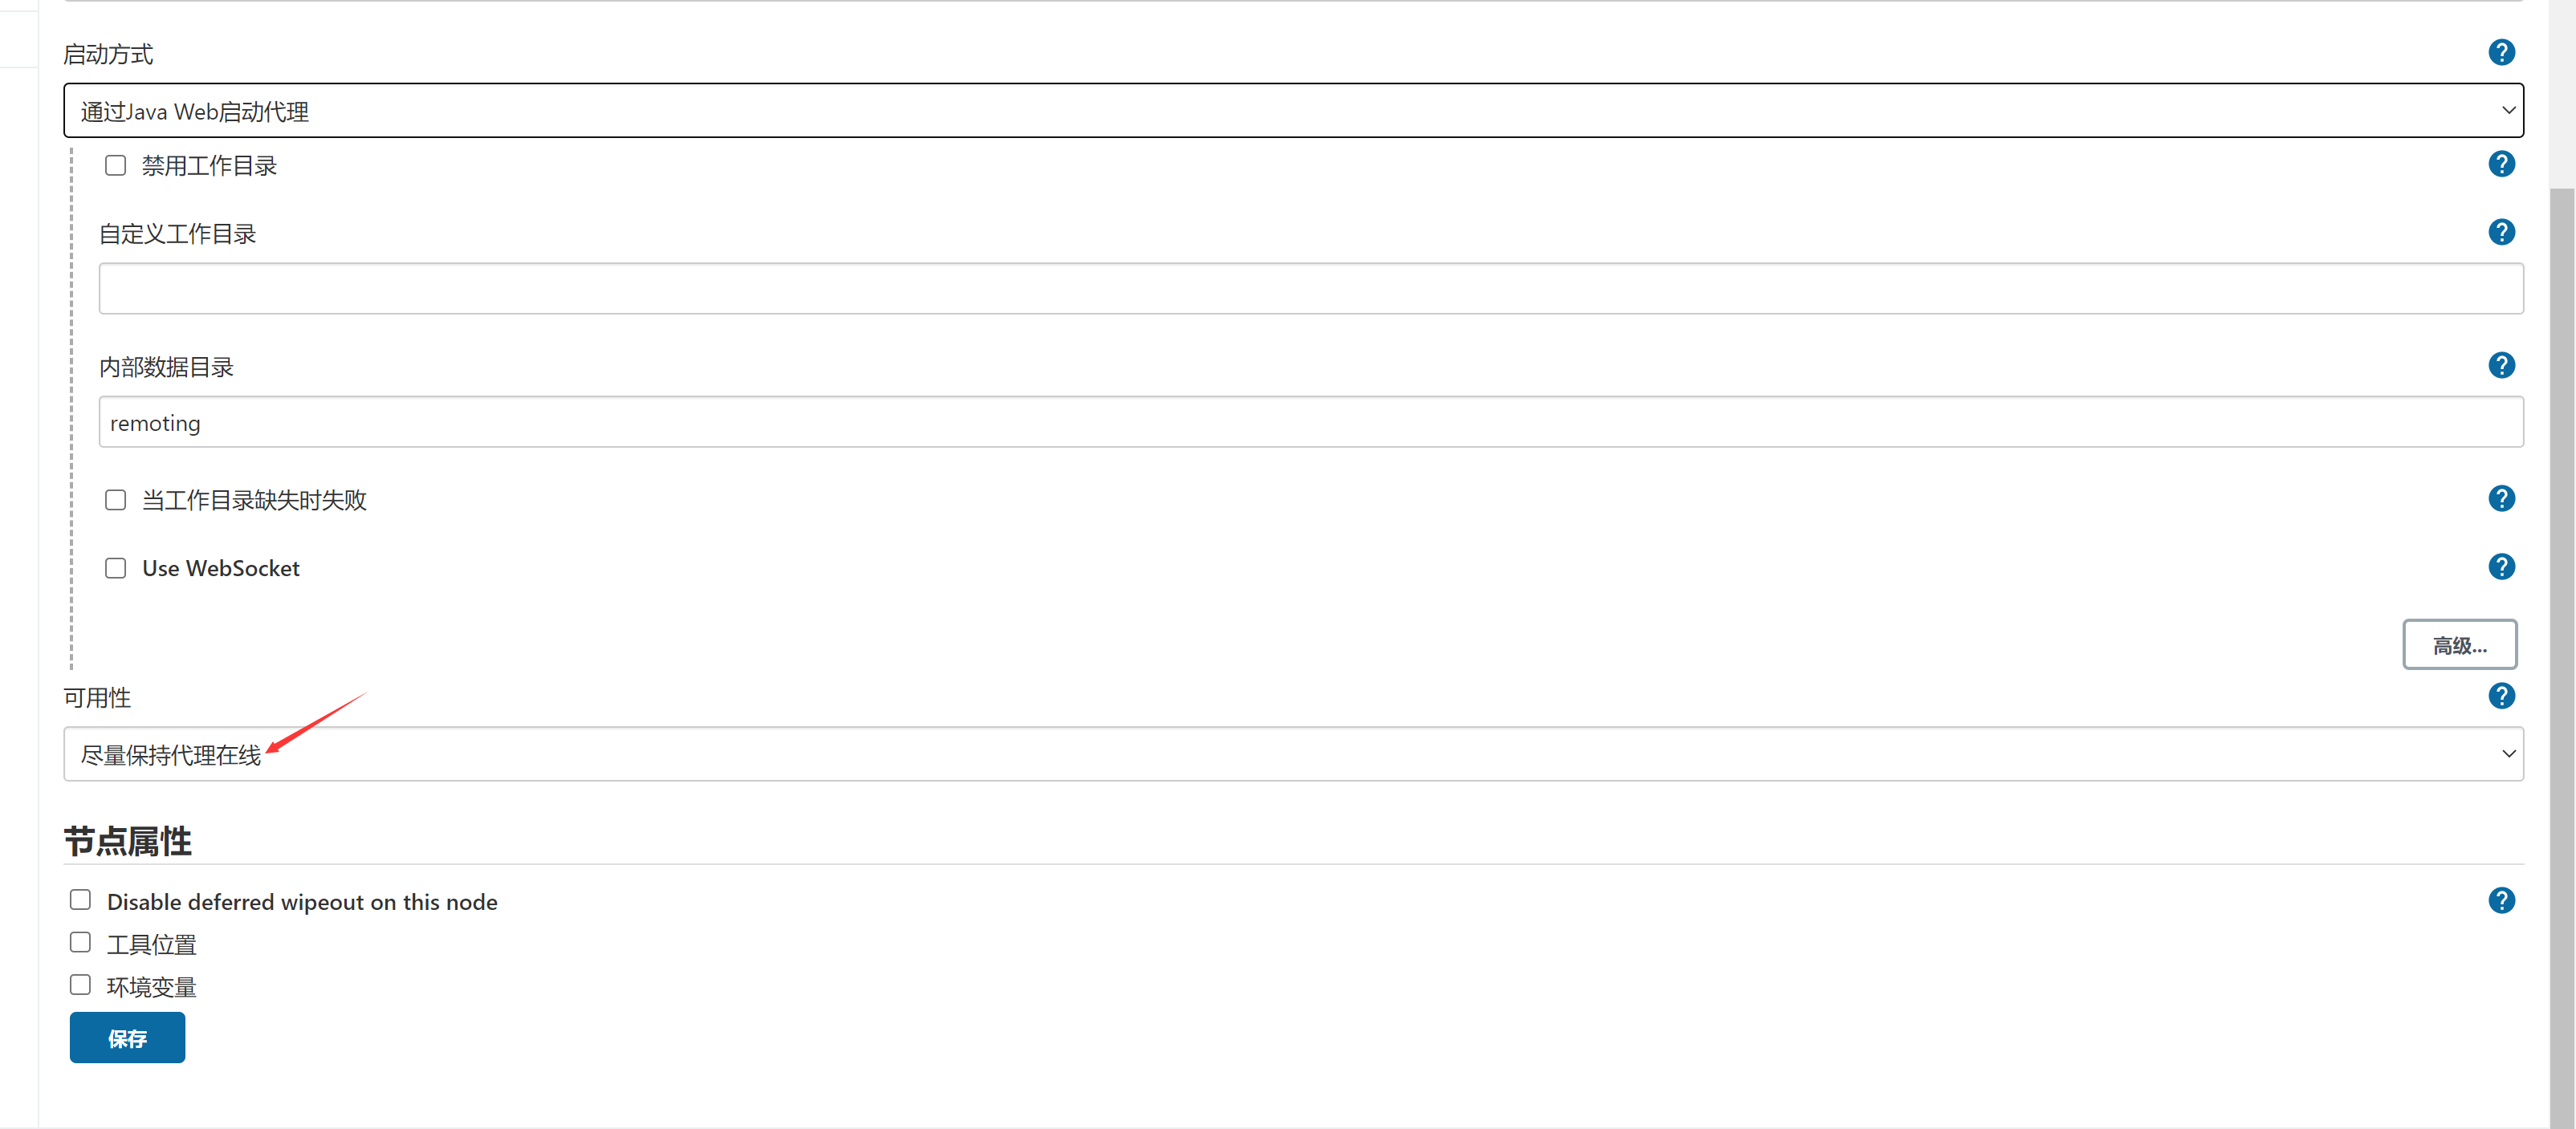 启动方式
通过Java Web启动代理
禁用工作目录
自定义工作目录
内部数据目录
remoting
当工作目录缺失时失败
Use WebSocket
高级...
可用性
尽量保持代理在线
节点属性
Disable deferred wipeout on this node
工具位置
环境变量
保存